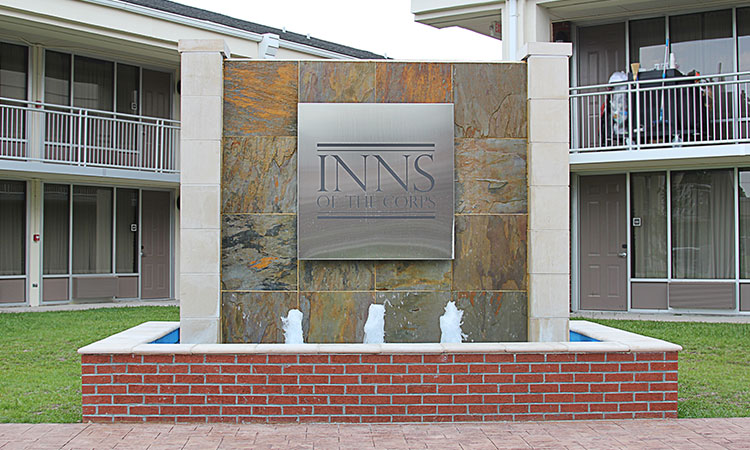 INNS
OF THE CORPS